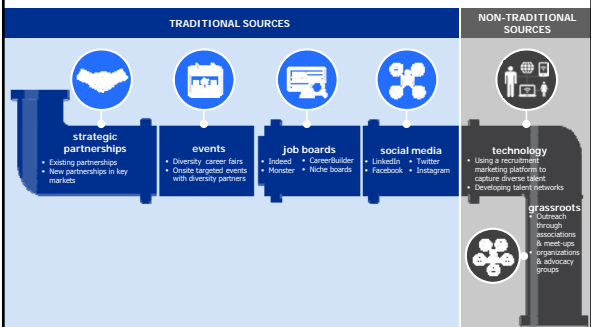 TRADITIONAL SOURCES
NON-TRADITIONAL
SOURCES
strategic
partnerships
• Existing partnerships
• New partnerships in key
markets
events
• Diversity career fairs
• Onsite targeted events
with diversity partners
job boards
• Indeed • CareerBuilder
• Monster • Niche boards
social media
• LinkedIn • Twitter
• Facebook • Instagram
technology
• Using a recruitment
marketing platform to
capture diverse talent
• Developing talent networks
grassroots
• Outreach
through
associations
& meet-ups
• organizations
& advocacy
groups